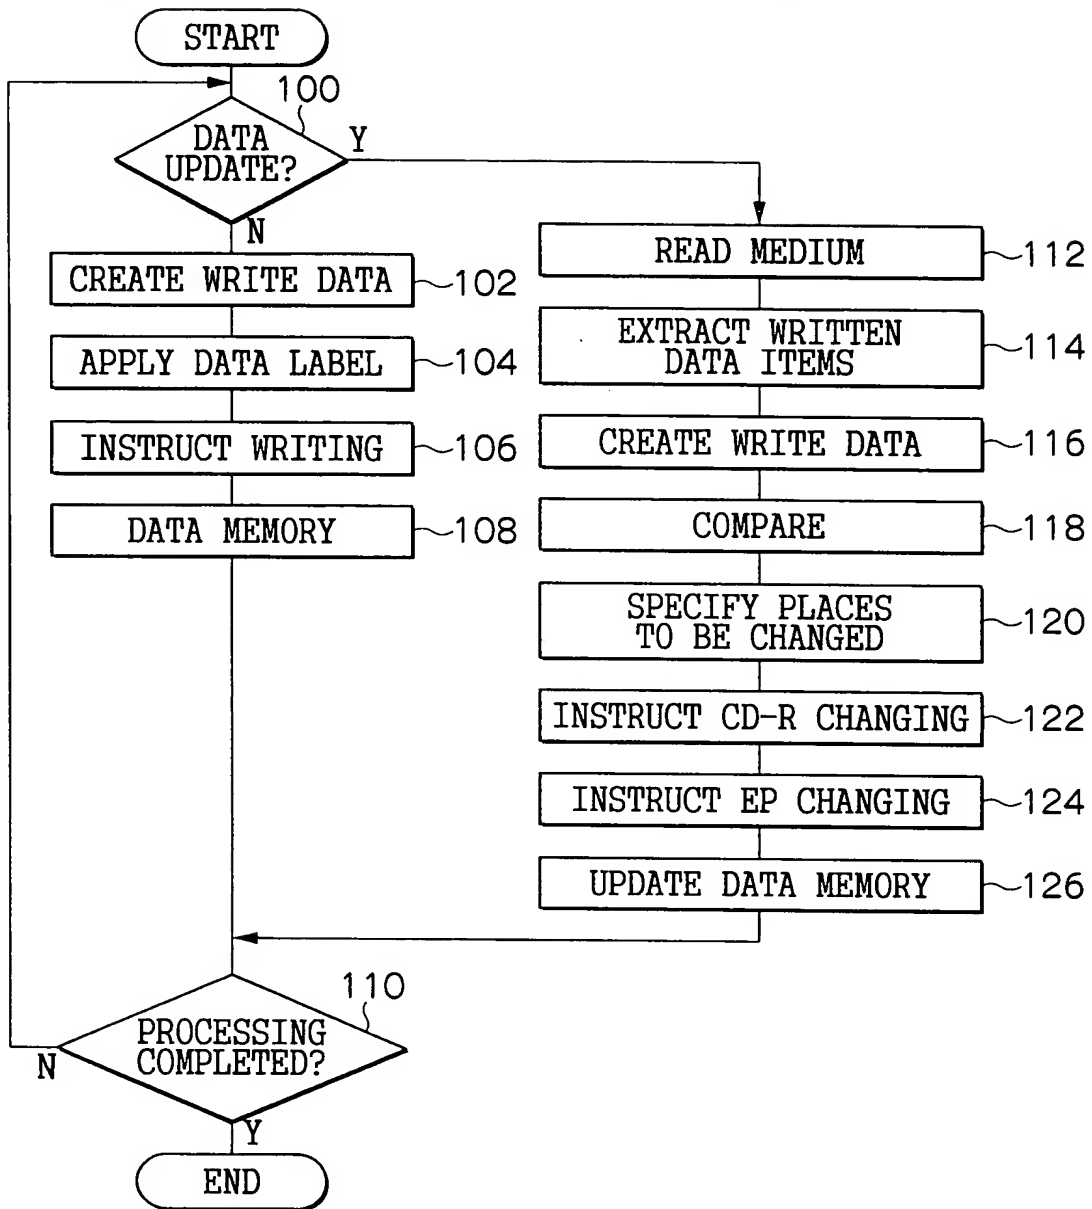 START
100
DATA
UPDATE?
Y
N
CREATE WRITE DATA
102
APPLY DATA LABEL
104
INSTRUCT WRITING
106
DATA MEMORY
108
READ MEDIUM
112
EXTRACT WRITTEN
DATA ITEMS
114
CREATE WRITE DATA
116
COMPARE
118
SPECIFY PLACES
TO BE CHANGED
120
INSTRUCT CD-R CHANGING
122
INSTRUCT EP CHANGING
124
UPDATE DATA MEMORY
126
110
PROCESSING
COMPLETED?
N
Y
END